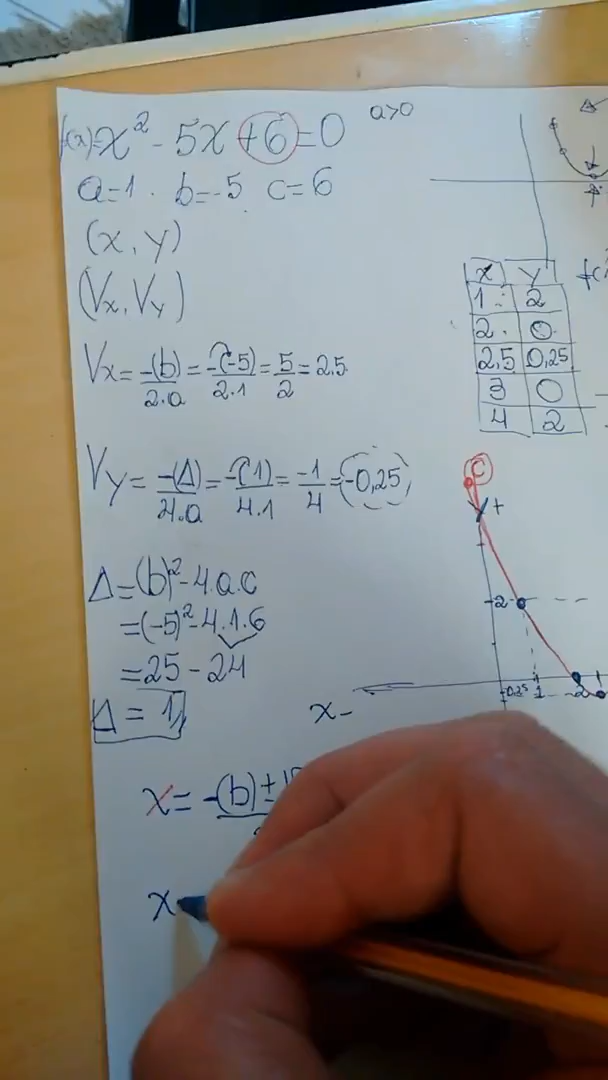 f(x)=x² - 5x +6=0 a>0
a=1 . b=-5 c=6
(x, y)
(Vx, Vy)
Vx = -(b)/2.a = -(-5)/2.1 = 5/2 = 2.5
Vy = -(Δ)/4.a = -(1)/4.1 = -1/4 = -0,25
Δ=(b)²-4.a.c
=(-5)²-4.1.6
=25-24
Δ = 1
x = -(b)±
x
x y
1 2
2 0
2,5 0,25
3 0
4 2
C
y+
2
x-
0,25 1 2